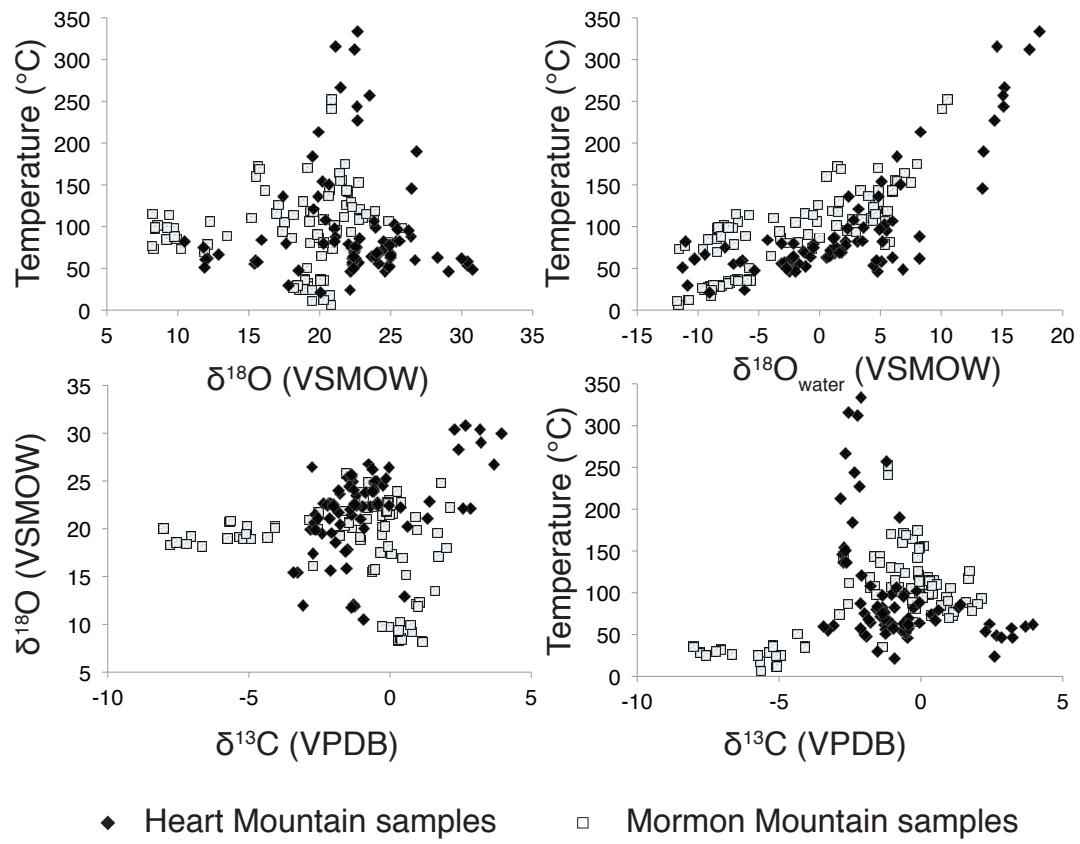 350
300
250
200
150
100
50
0
Temperature (°C)
5 10 15 20 25 30 35
δ¹⁸O (VSMOW)
350
300
250
200
150
100
50
0
Temperature (°C)
-15 -10 -5 0 5 10 15 20
δ¹⁸O water (VSMOW)
35
30
25
20
15
10
5
δ¹⁸O (VSMOW)
-10 -5 0 5
δ¹³C (VPDB)
350
300
250
200
150
100
50
0
Temperature (°C)
-10 -5 0 5
δ¹³C (VPDB)
Heart Mountain samples
Mormon Mountain samples